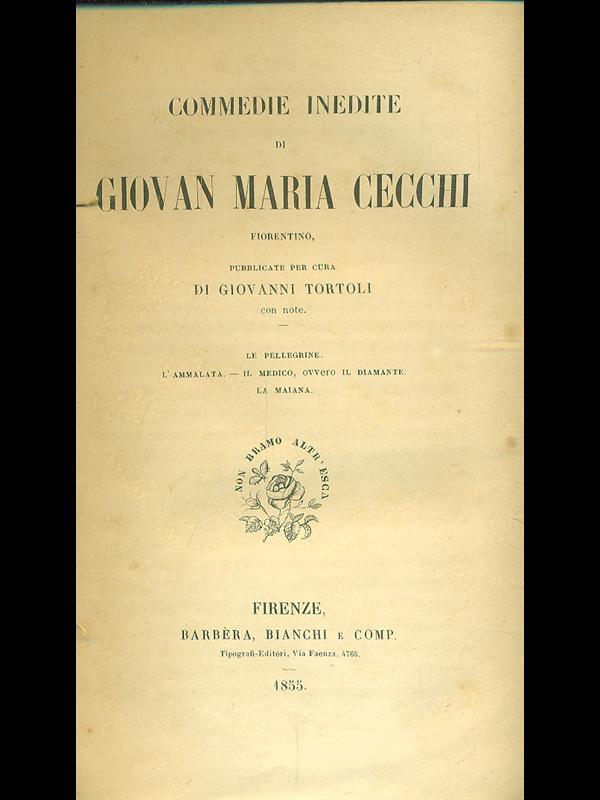 COMMEDIE INEDITE
DI
GIOVAN MARIA CECCHI
FIORENTINO,
PUBBLICATE PER CURA
DI GIOVANNI TORTOLI
con note.
LE PELLEGRINE.
L'AMMALATA. — IL MEDICO, ovvero IL DIAMANTE.
LA MAIANA.
NON BRAMO ALTR'ESCA
FIRENZE,
BARBÈRA, BIANCHI E COMP.
Tipografi-Editori, Via Faenza, 4765.
1855.